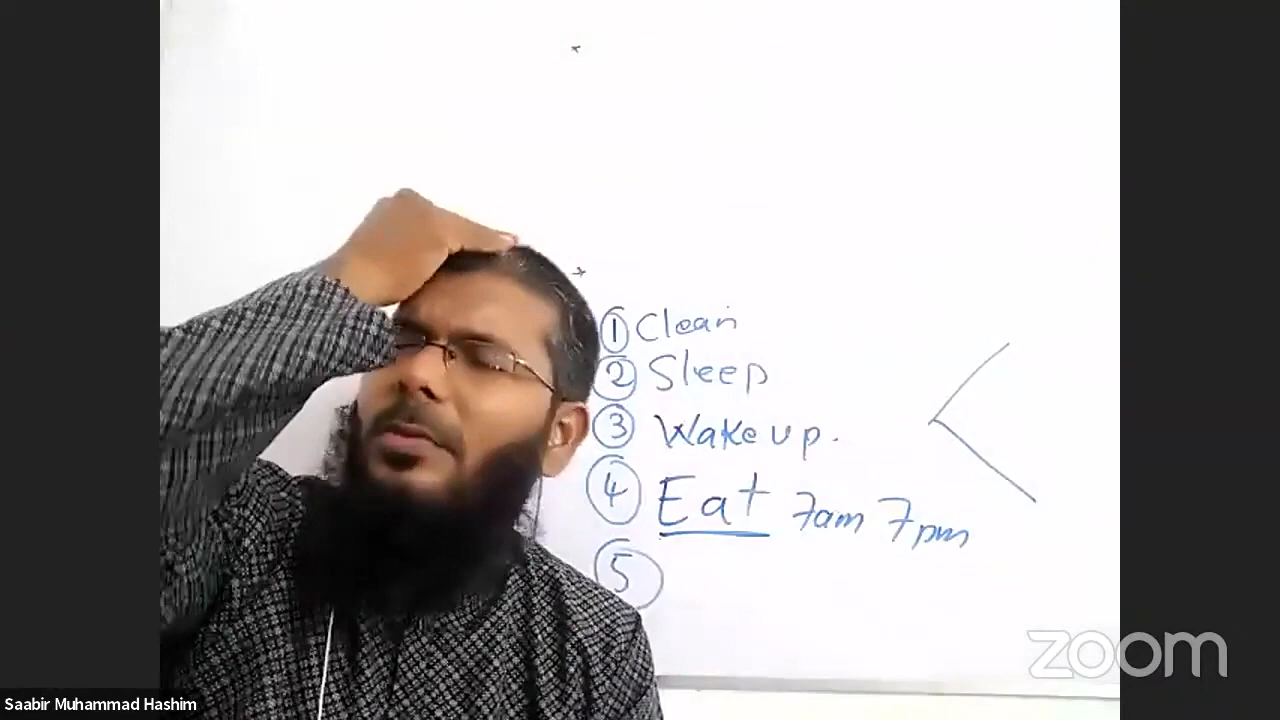 ① Clean
② Sleep
③ Wake up.
④ Eat 7am 7pm
⑤
zoom
Saabir Muhammad Hashim